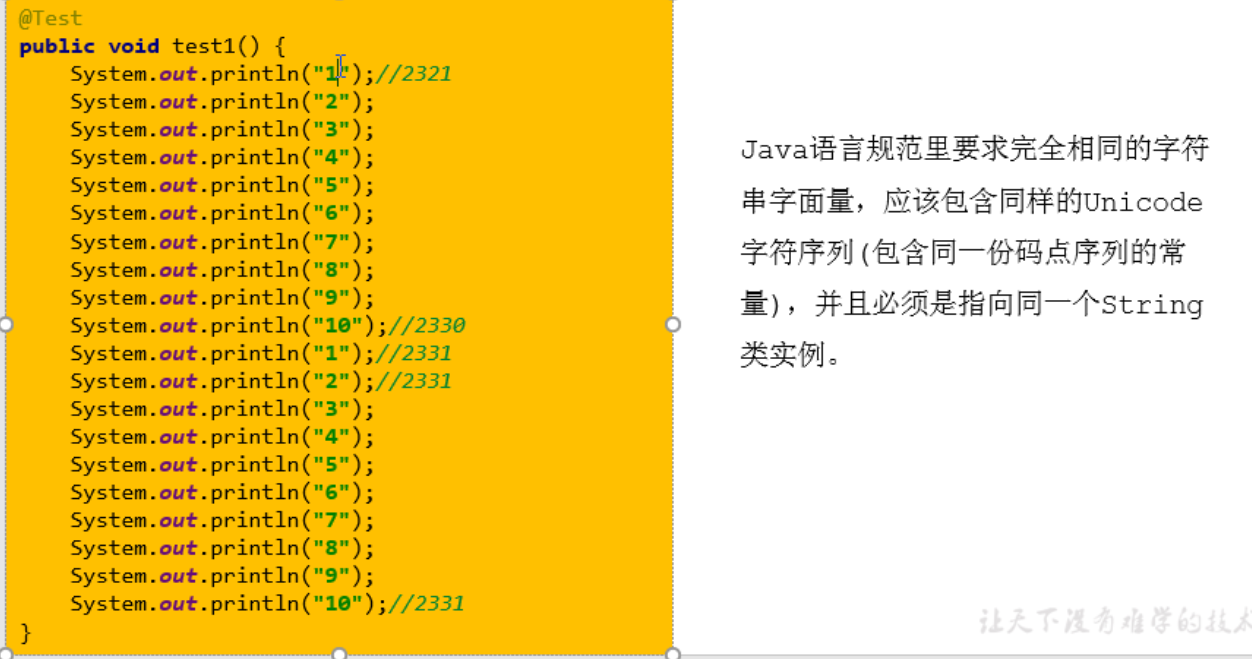 @Test
public void test1() {
    System.out.println("1");//2321
    System.out.println("2");
    System.out.println("3");
    System.out.println("4");
    System.out.println("5");
    System.out.println("6");
    System.out.println("7");
    System.out.println("8");
    System.out.println("9");
    System.out.println("10");//2330
    System.out.println("1");//2331
    System.out.println("2");//2331
    System.out.println("3");
    System.out.println("4");
    System.out.println("5");
    System.out.println("6");
    System.out.println("7");
    System.out.println("8");
    System.out.println("9");
    System.out.println("10");//2331
}
Java语言规范里要求完全相同的字符
串字面量，应该包含同样的Unicode
字符序列(包含同一份码点序列的常
量)，并且必须是指向同一个String
类实例。
让天下没有难学的技术